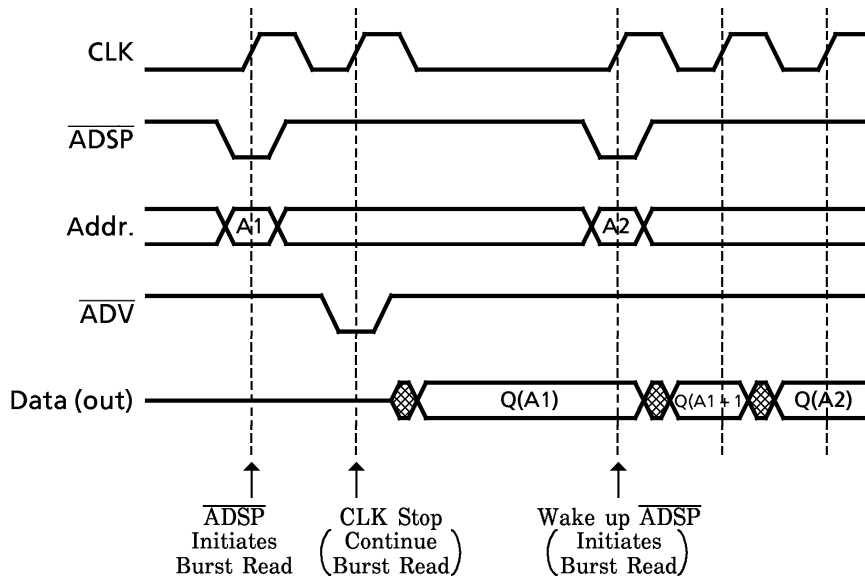 CLK
ADSP
Addr.
A1
A2
ADV
Data (out)
Q(A1)
Q(A1 + 1
Q(A2)
ADSP
Initiates
Burst Read
CLK Stop
(Continue
Burst Read)
Wake up ADSP
(Initiates
Burst Read)